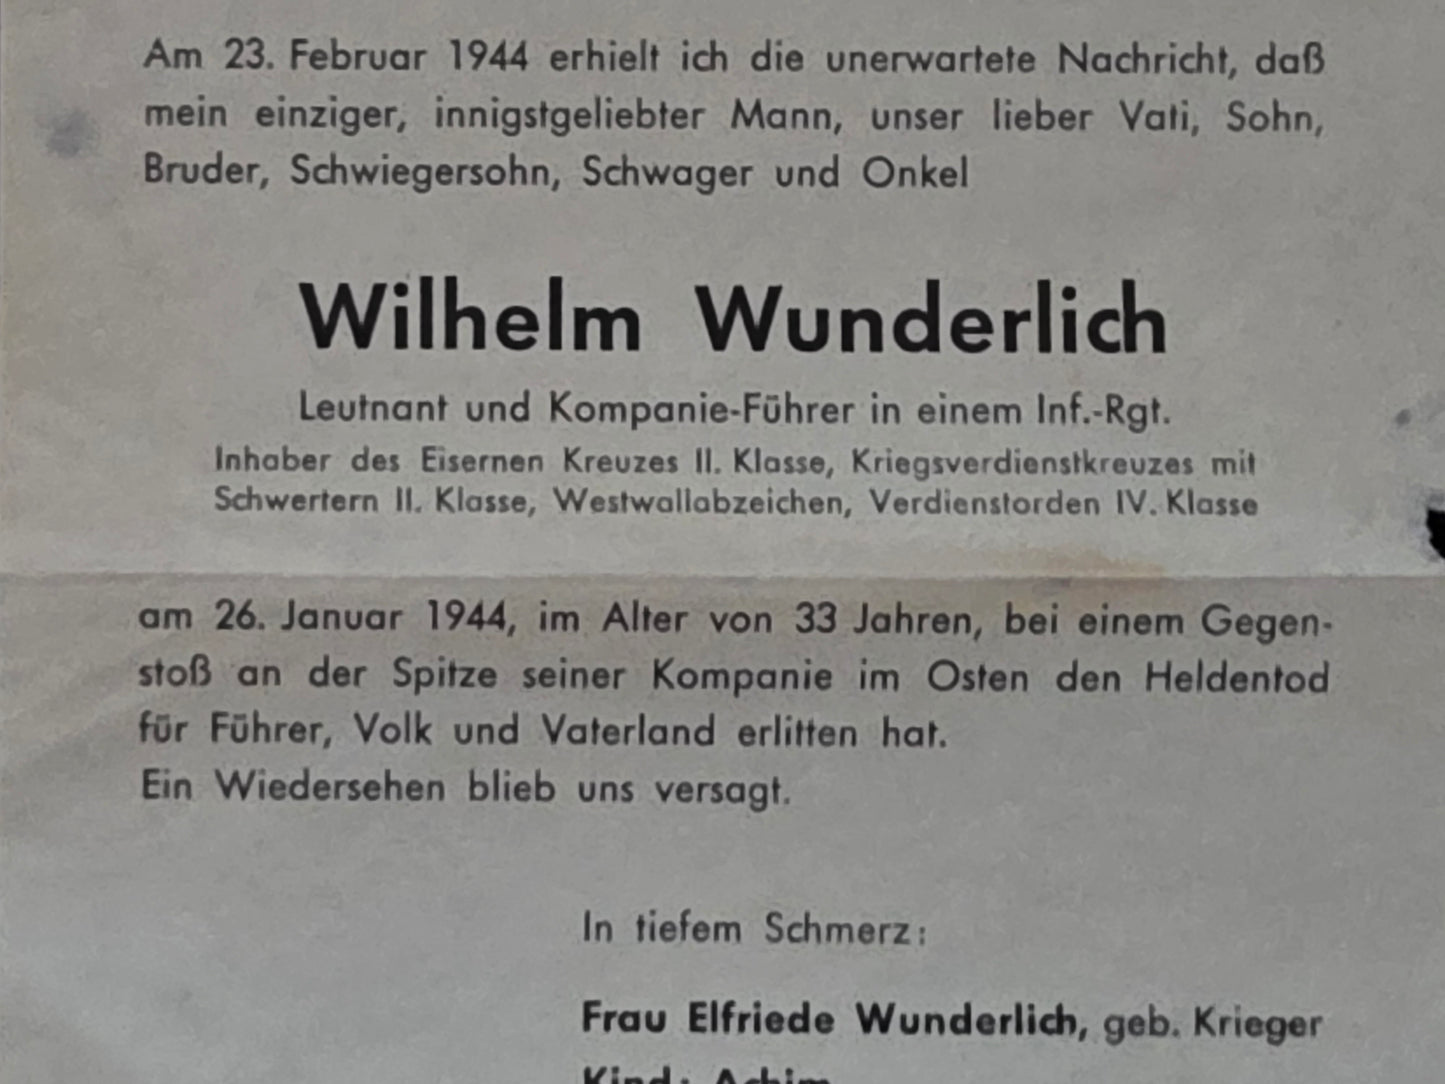 Am 23. Februar 1944 erhielt ich die unerwartete Nachricht, daß
mein einziger, innigstgeliebter Mann, unser lieber Vati, Sohn,
Bruder, Schwiegersohn, Schwager und Onkel
Wilhelm Wunderlich
Leutnant und Kompanie-Führer in einem Inf.-Rgt.
Inhaber des Eisernen Kreuzes II. Klasse, Kriegsverdienstkreuzes mit
Schwertern II. Klasse, Westwallabzeichen, Verdienstorden IV. Klasse
am 26. Januar 1944, im Alter von 33 Jahren, bei einem Gegen-
stoß an der Spitze seiner Kompanie im Osten den Heldentod
für Führer, Volk und Vaterland erlitten hat.
Ein Wiedersehen blieb uns versagt.
In tiefem Schmerz:
Frau Elfriede Wunderlich, geb. Krieger
Kind: Achim